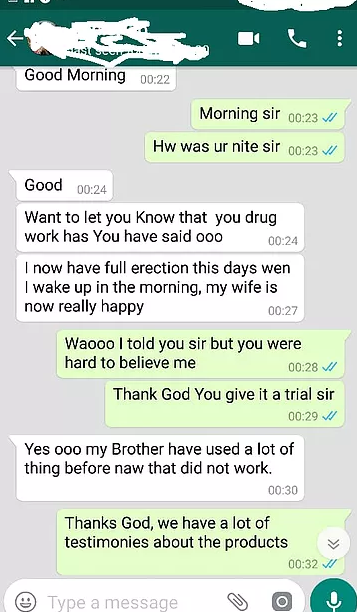 Good Morning 00:22
Morning sir 00:23
Hw was ur nite sir 00:23
Good 00:24
Want to let you Know that you drug
work has You have said ooo
00:24
I now have full erection this days wen
I wake up in the morning, my wife is
now really happy
00:27
Waooo I told you sir but you were
hard to believe me
00:28
Thank God You give it a trial sir
00:29
Yes ooo my Brother have used a lot of
thing before naw that did not work.
00:30
Thanks God, we have a lot of
testimonies about the products
00:32
Type a message